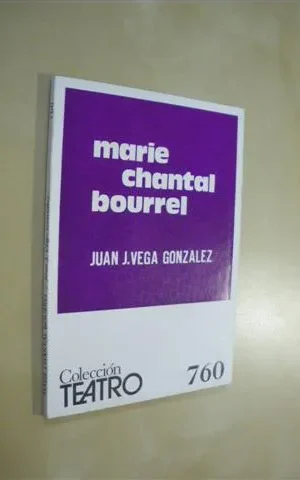 marie
chantal
bourrel
JUAN J.VEGA GONZALEZ
Colección
TEATRO
760